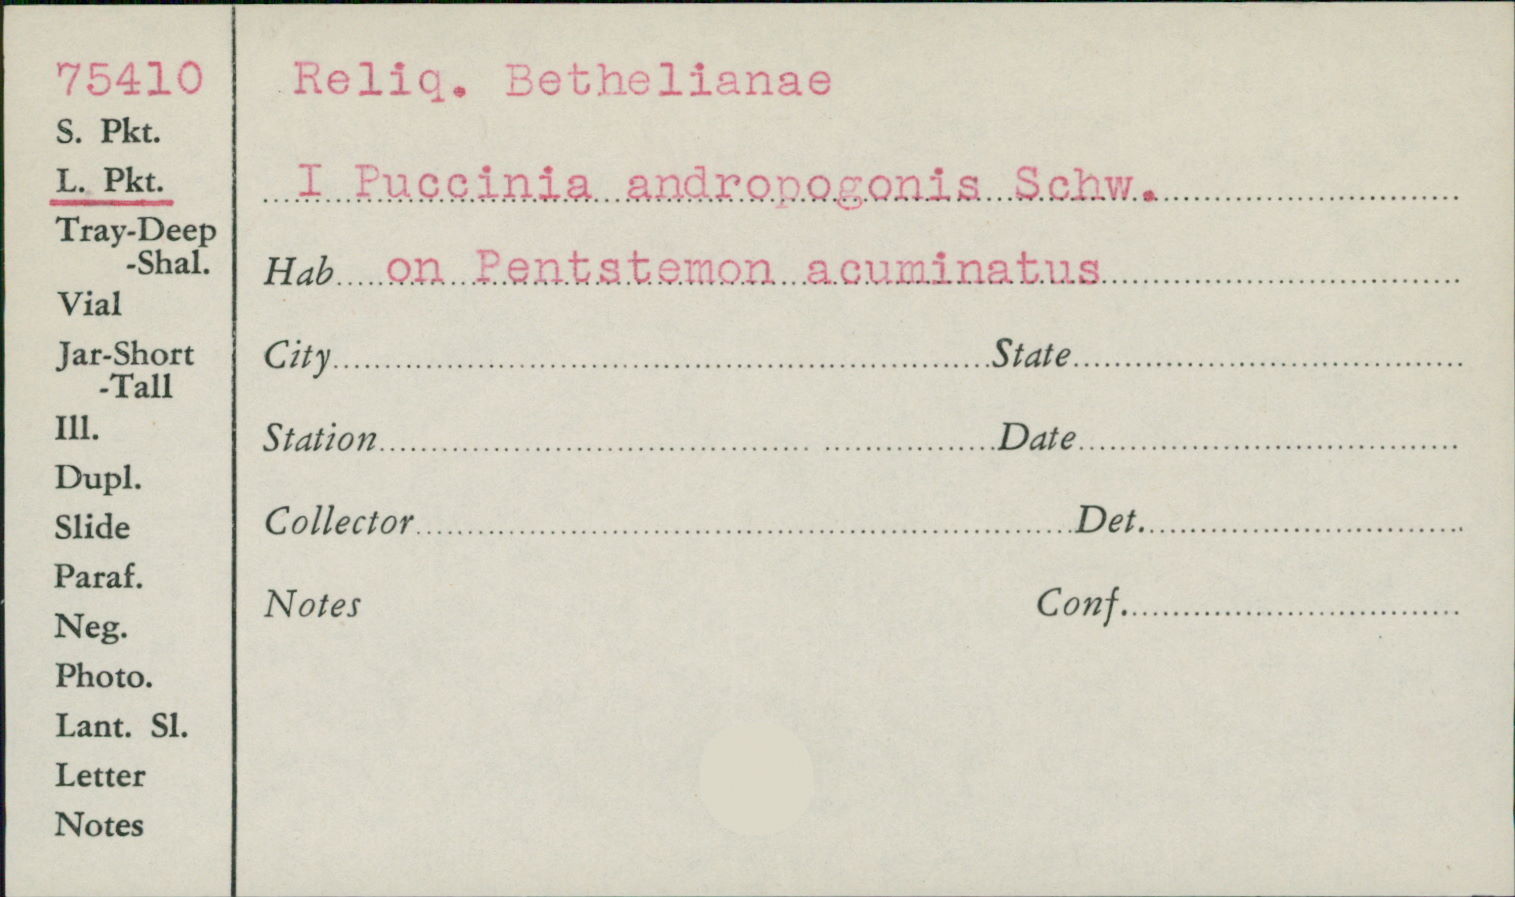 75410
S. Pkt.
L. Pkt.
Tray-Deep
-Shal.
Vial
Jar-Short
-Tall
Ill.
Dupl.
Slide
Paraf.
Neg.
Photo.
Lant. Sl.
Letter
Notes
Reliq. Bethelianae
I Puccinia andropogonis Schw.
Hab on Pentstemon acuminatus
City State
Station Date
Collector Det.
Notes Conf.